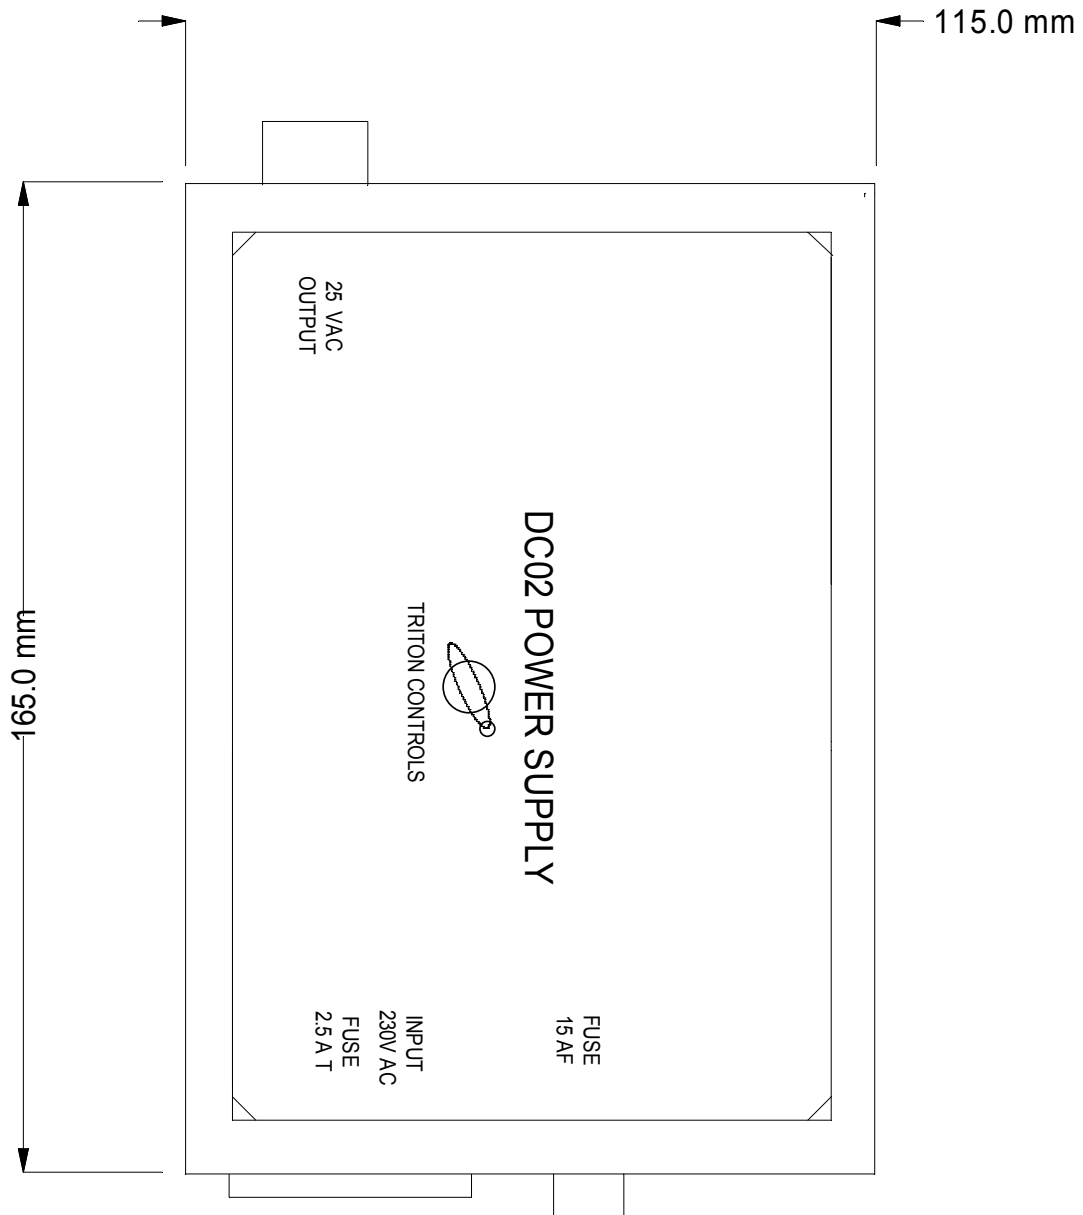 115.0 mm
165.0 mm
25 VAC
OUTPUT
DC02 POWER SUPPLY
TRITON CONTROLS
FUSE
15 AF
INPUT
230V AC
FUSE
2.5 A T